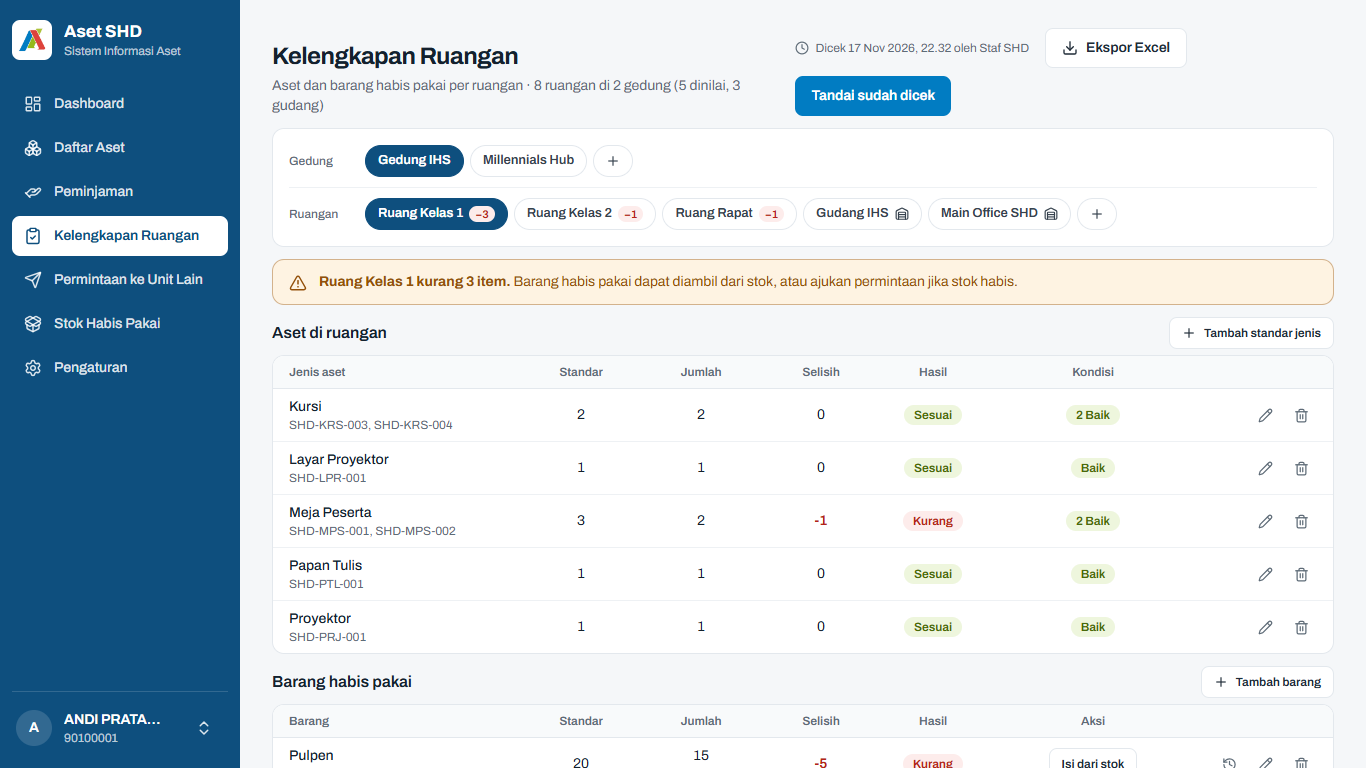 Aset SHD
Sistem Informasi Aset
Dashboard
Daftar Aset
Peminjaman
Kelengkapan Ruangan
Permintaan ke Unit Lain
Stok Habis Pakai
Pengaturan
A
ANDI PRATA...
90100001
Kelengkapan Ruangan
Aset dan barang habis pakai per ruangan · 8 ruangan di 2 gedung (5 dinilai, 3
gudang)
Dicek 17 Nov 2026, 22.32 oleh Staf SHD
Ekspor Excel
Tandai sudah dicek
Gedung
Gedung IHS
Millennials Hub
+
Ruangan
Ruang Kelas 1 −3
Ruang Kelas 2 −1
Ruang Rapat −1
Gudang IHS
Main Office SHD
+
Ruang Kelas 1 kurang 3 item. Barang habis pakai dapat diambil dari stok, atau ajukan permintaan jika stok habis.
Aset di ruangan
+ Tambah standar jenis
Jenis aset Standar Jumlah Selisih Hasil Kondisi
Kursi
SHD-KRS-003, SHD-KRS-004
2 2 0 Sesuai 2 Baik
Layar Proyektor
SHD-LPR-001
1 1 0 Sesuai Baik
Meja Peserta
SHD-MPS-001, SHD-MPS-002
3 2 -1 Kurang 2 Baik
Papan Tulis
SHD-PTL-001
1 1 0 Sesuai Baik
Proyektor
SHD-PRJ-001
1 1 0 Sesuai Baik
Barang habis pakai
+ Tambah barang
Barang Standar Jumlah Selisih Hasil Aksi
Pulpen
20 15 -5 Kurang Isi dari stok